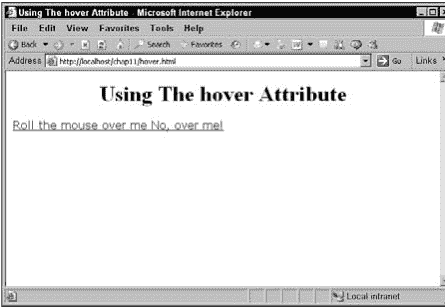 Using The hover Attribute - Microsoft Internet Explorer
File Edit View Favorites Tools Help
Back Search Favorites
Address http://localhost/chap11/hover.html Go Links
Using The hover Attribute
Roll the mouse over me No, over me!
Local intranet